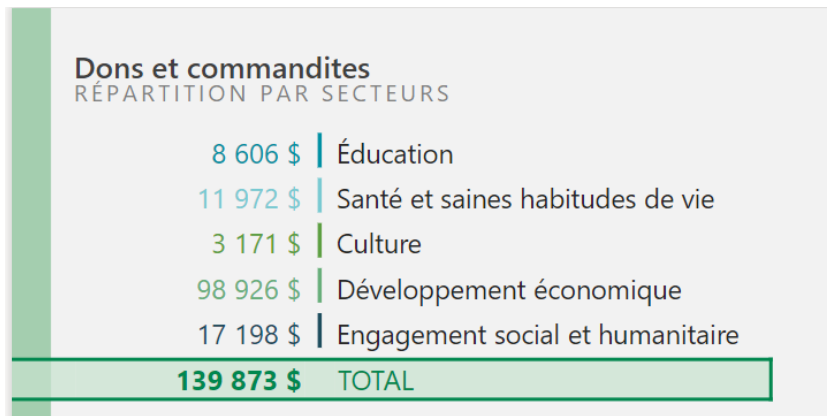 Dons et commandites
RÉPARTITION PAR SECTEURS
8 606 $ Éducation
11 972 $ Santé et saines habitudes de vie
3 171 $ Culture
98 926 $ Développement économique
17 198 $ Engagement social et humanitaire
139 873 $ TOTAL